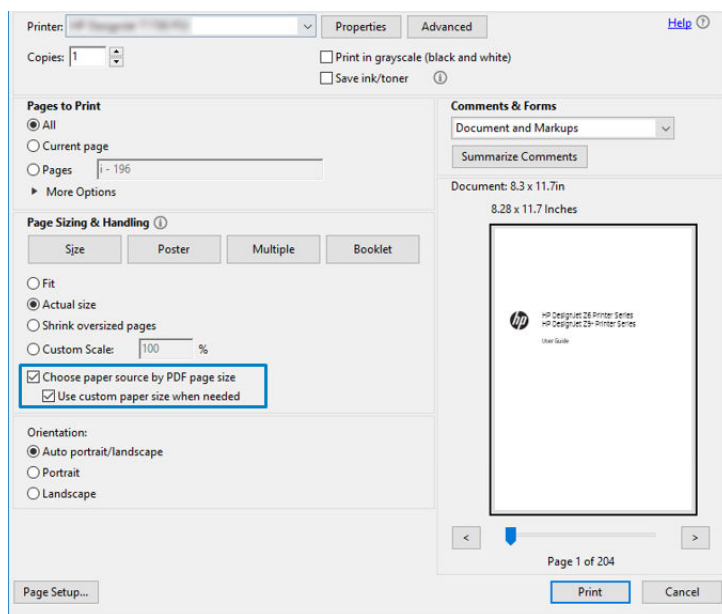 Printer:
Properties
Advanced
Help
Copies: 1
Print in grayscale (black and white)
Save ink/toner
Pages to Print
All
Current page
Pages i - 196
More Options
Comments & Forms
Document and Markups
Summarize Comments
Page Sizing & Handling
Size Poster Multiple Booklet
Fit
Actual size
Shrink oversized pages
Custom Scale: 100 %
Choose paper source by PDF page size
Use custom paper size when needed
Orientation:
Auto portrait/landscape
Portrait
Landscape
Document: 8.3 x 11.7in
8.28 x 11.7 Inches
hp
HP DesignJet Z6 Printer Series
HP DesignJet Z9+ Printer Series
User Guide
< >
Page 1 of 204
Page Setup...
Print
Cancel